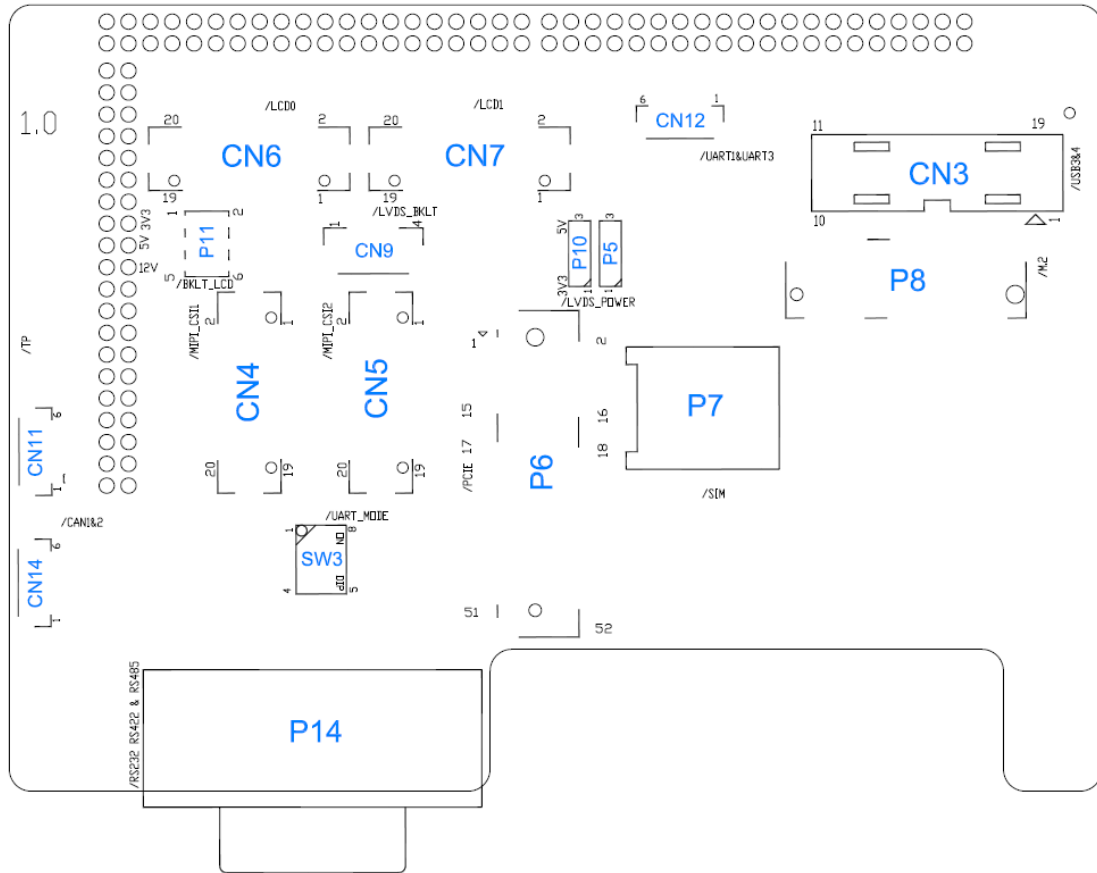 1.0
/LCD0
20 2
CN6
19 1
/LCD1
20 2
CN7
19 1
6 1
CN12
/UART1&UART3
11 19
CN3
10 1
/USB3&4
5V 3V3
12V
1 2
P11
5 6
/BKLT_LCD
/LVDS_BKLT
1 4
CN9
5V 3 3
P10 P5
3V3 1 1
/LVDS_POWER
/M.2
P8
/MIPI_CSI1
2 1
CN4
20 19
/MIPI_CSI2
2 1
CN5
20 19
1 2
15 16
/PCIE 17 18
P6
51 52
P7
/SIM
/TP
6
CN11
1
/CAN1&2
6
CN14
1
/UART_MODE
1 8
ON
SW3
DIP
4 5
/RS232 RS422 & RS485
P14